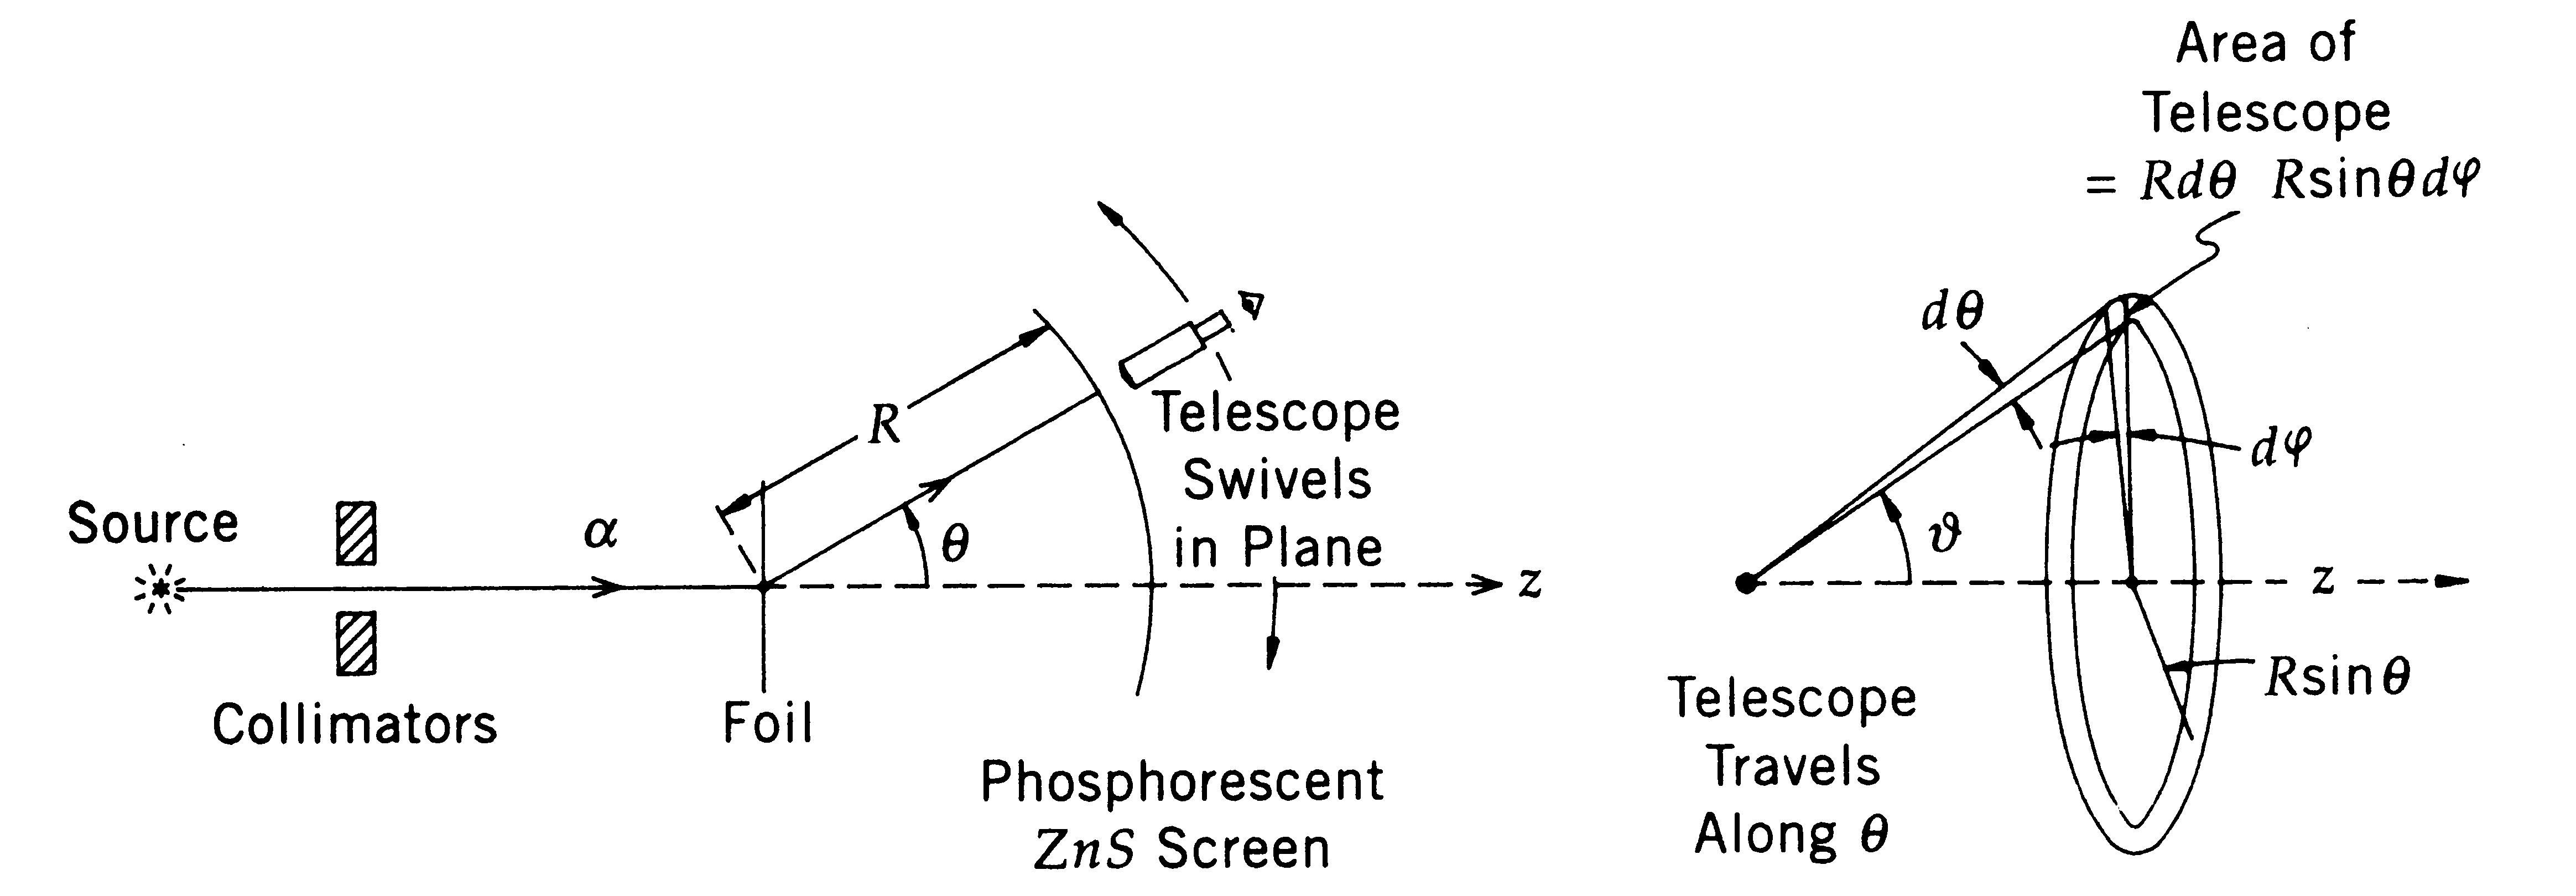 Source
Collimators
α
Foil
R
θ
Telescope
Swivels
in Plane
z
Phosphorescent
ZnS Screen
Area of
Telescope
= Rdθ Rsinθdφ
dθ
dφ
ϑ
z
Rsinθ
Telescope
Travels
Along θ